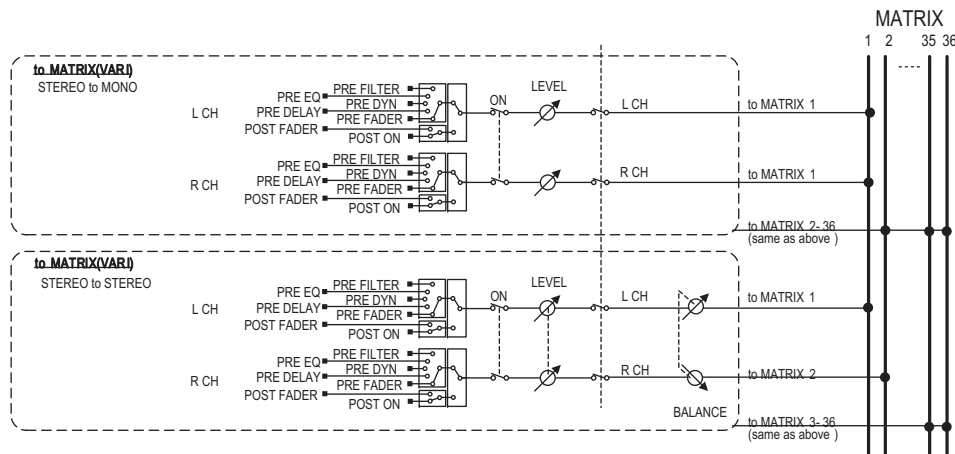 MATRIX
1 2 35 36
to MATRIX(VARI)
STEREO to MONO
L CH
PRE FILTER
PRE EQ
PRE DYN
PRE DELAY
PRE FADER
POST FADER
POST ON
ON
LEVEL
L CH
to MATRIX 1
R CH
PRE FILTER
PRE EQ
PRE DYN
PRE DELAY
PRE FADER
POST FADER
POST ON
R CH
to MATRIX 1
to MATRIX 2- 36
(same as above )
to MATRIX(VARI)
STEREO to STEREO
L CH
PRE FILTER
PRE EQ
PRE DYN
PRE DELAY
PRE FADER
POST FADER
POST ON
ON
LEVEL
L CH
to MATRIX 1
R CH
PRE FILTER
PRE EQ
PRE DYN
PRE DELAY
PRE FADER
POST FADER
POST ON
R CH
to MATRIX 2
BALANCE
to MATRIX 3- 36
(same as above )